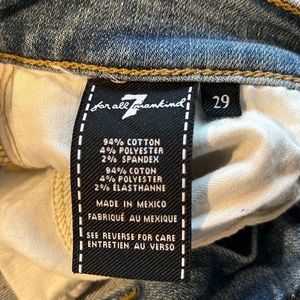 7
for all mankind
29
94% COTTON
4% POLYESTER
2% SPANDEX
94% COTON
4% POLYESTER
2% ÉLASTHANNE
MADE IN MEXICO
FABRIQUÉ AU MEXIQUE
SEE REVERSE FOR CARE
ENTRETIEN AU VERSO